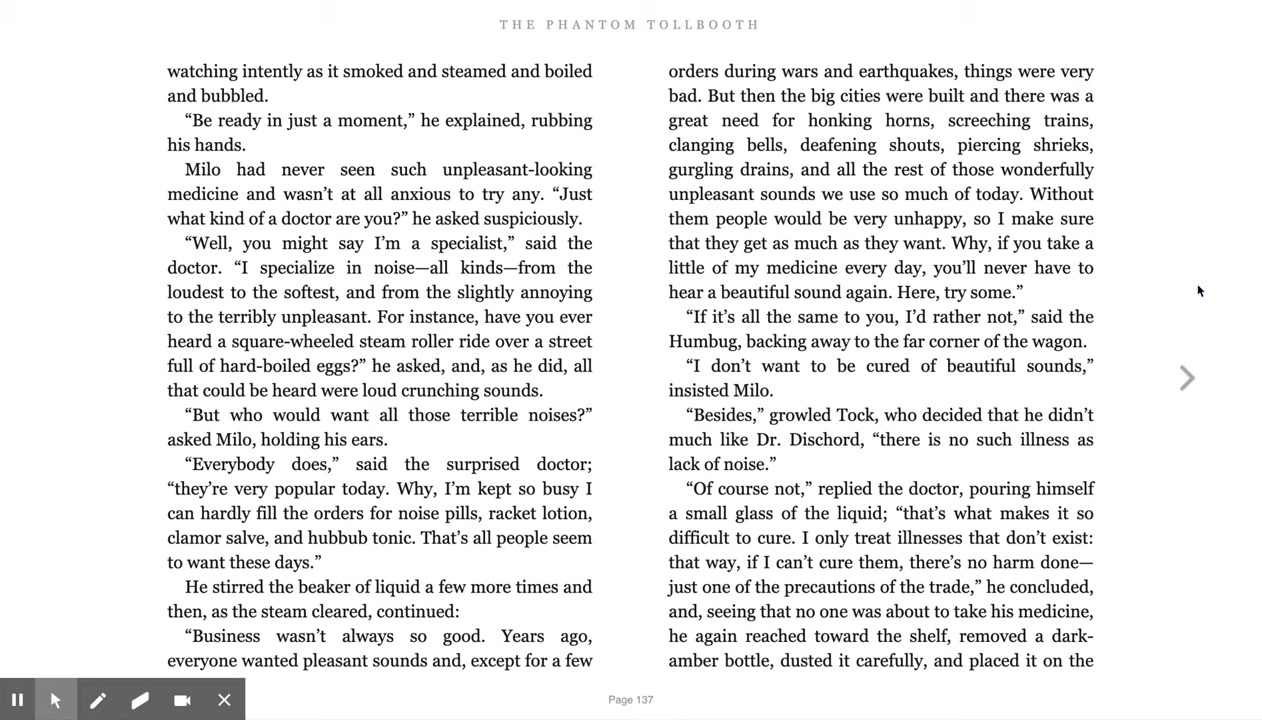 THE PHANTOM TOLLBOOTH
watching intently as it smoked and steamed and boiled
and bubbled.
“Be ready in just a moment,” he explained, rubbing
his hands.
Milo had never seen such unpleasant-looking
medicine and wasn’t at all anxious to try any. “Just
what kind of a doctor are you?” he asked suspiciously.
“Well, you might say I’m a specialist,” said the
doctor. “I specialize in noise—all kinds—from the
loudest to the softest, and from the slightly annoying
to the terribly unpleasant. For instance, have you ever
heard a square-wheeled steam roller ride over a street
full of hard-boiled eggs?” he asked, and, as he did, all
that could be heard were loud crunching sounds.
“But who would want all those terrible noises?”
asked Milo, holding his ears.
“Everybody does,” said the surprised doctor;
“they’re very popular today. Why, I’m kept so busy I
can hardly fill the orders for noise pills, racket lotion,
clamor salve, and hubbub tonic. That’s all people seem
to want these days.”
He stirred the beaker of liquid a few more times and
then, as the steam cleared, continued:
“Business wasn’t always so good. Years ago,
everyone wanted pleasant sounds and, except for a few
orders during wars and earthquakes, things were very
bad. But then the big cities were built and there was a
great need for honking horns, screeching trains,
clanging bells, deafening shouts, piercing shrieks,
gurgling drains, and all the rest of those wonderfully
unpleasant sounds we use so much of today. Without
them people would be very unhappy, so I make sure
that they get as much as they want. Why, if you take a
little of my medicine every day, you’ll never have to
hear a beautiful sound again. Here, try some.”
“If it’s all the same to you, I’d rather not,” said the
Humbug, backing away to the far corner of the wagon.
“I don’t want to be cured of beautiful sounds,”
insisted Milo.
“Besides,” growled Tock, who decided that he didn’t
much like Dr. Dischord, “there is no such illness as
lack of noise.”
“Of course not,” replied the doctor, pouring himself
a small glass of the liquid; “that’s what makes it so
difficult to cure. I only treat illnesses that don’t exist:
that way, if I can’t cure them, there’s no harm done—
just one of the precautions of the trade,” he concluded,
and, seeing that no one was about to take his medicine,
he again reached toward the shelf, removed a dark-
amber bottle, dusted it carefully, and placed it on the
Page 137